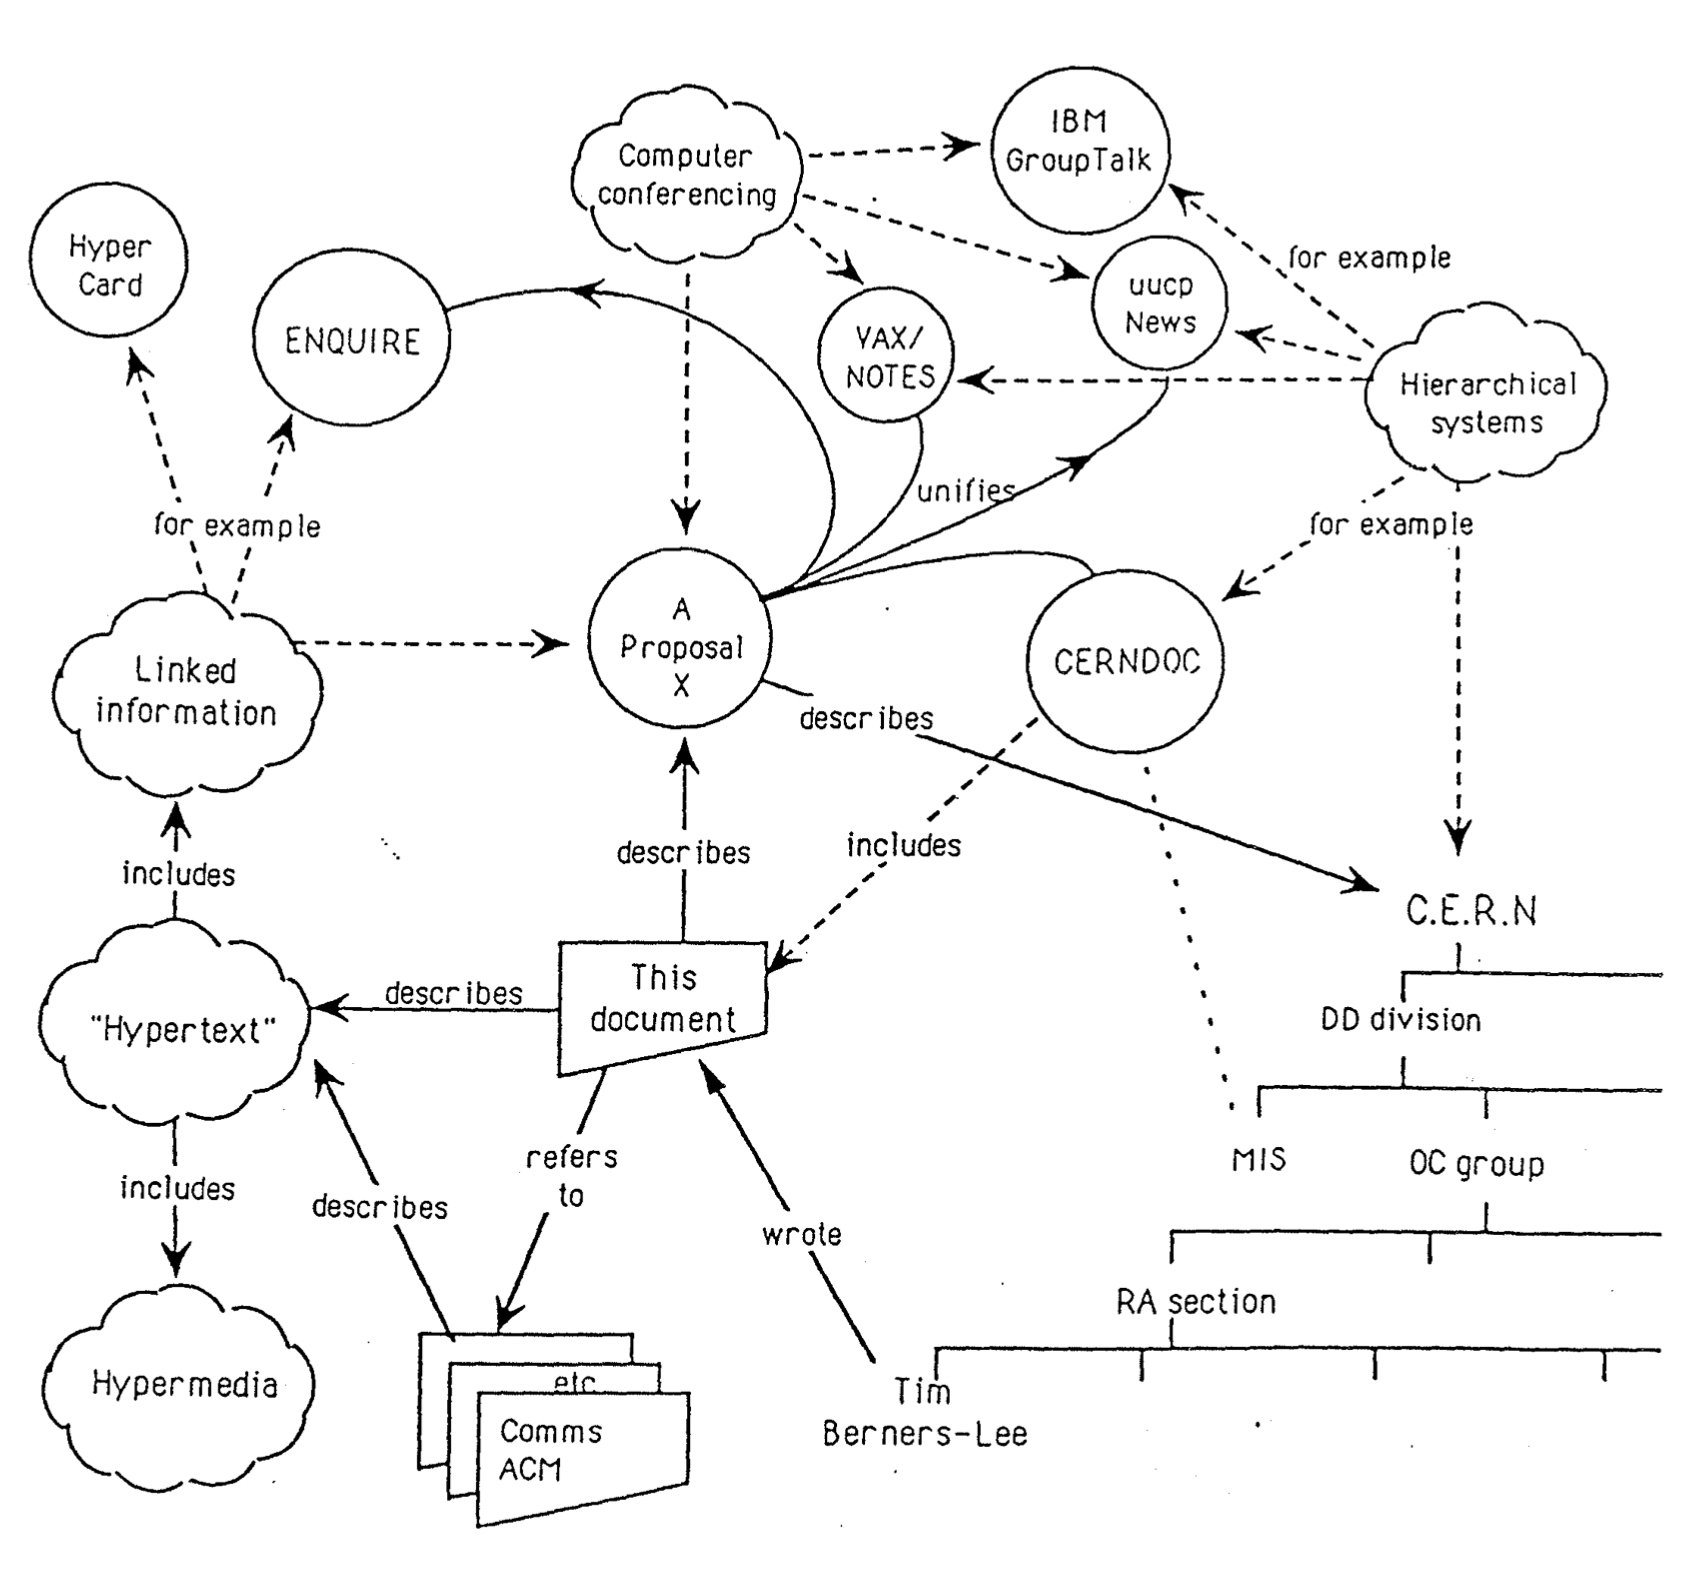 IBM
GroupTalk
Computer
conferencing
Hyper
Card
for example
uucp
News
ENQUIRE
VAX/
NOTES
Hierarchical
systems
unifies
for example
for example
A
Proposal
X
CERNDOC
Linked
information
describes
includes
describes
includes
C.E.R.N
This
document
describes
"Hypertext"
DD division
refers
to
MIS
OC group
includes
describes
wrote
RA section
Hypermedia
etc
Tim
Berners-Lee
Comms
ACM